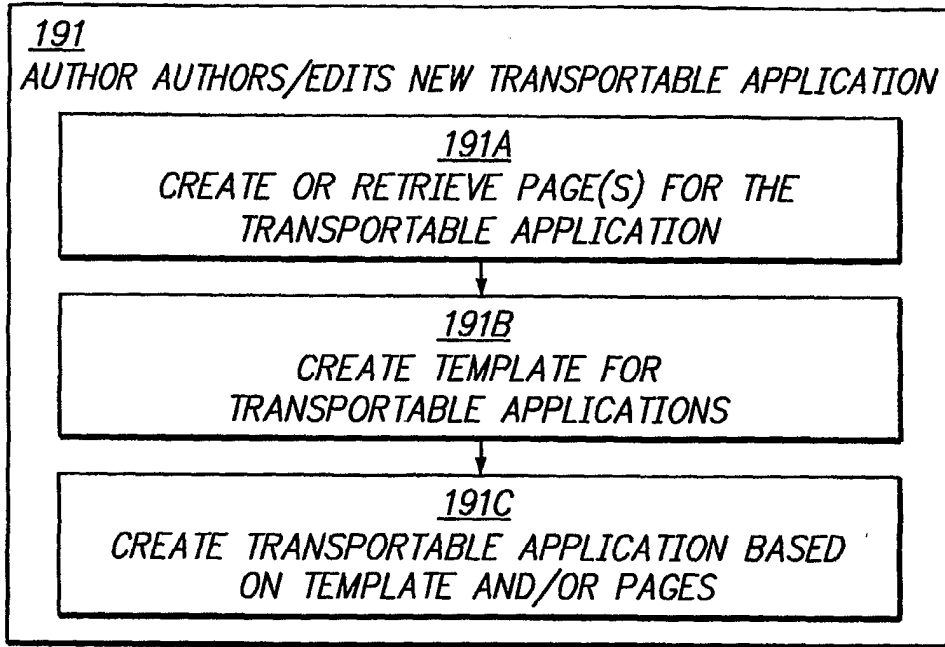 191
AUTHOR AUTHORS/EDITS NEW TRANSPORTABLE APPLICATION
191A
CREATE OR RETRIEVE PAGE(S) FOR THE
TRANSPORTABLE APPLICATION
191B
CREATE TEMPLATE FOR
TRANSPORTABLE APPLICATIONS
191C
CREATE TRANSPORTABLE APPLICATION BASED
ON TEMPLATE AND/OR PAGES